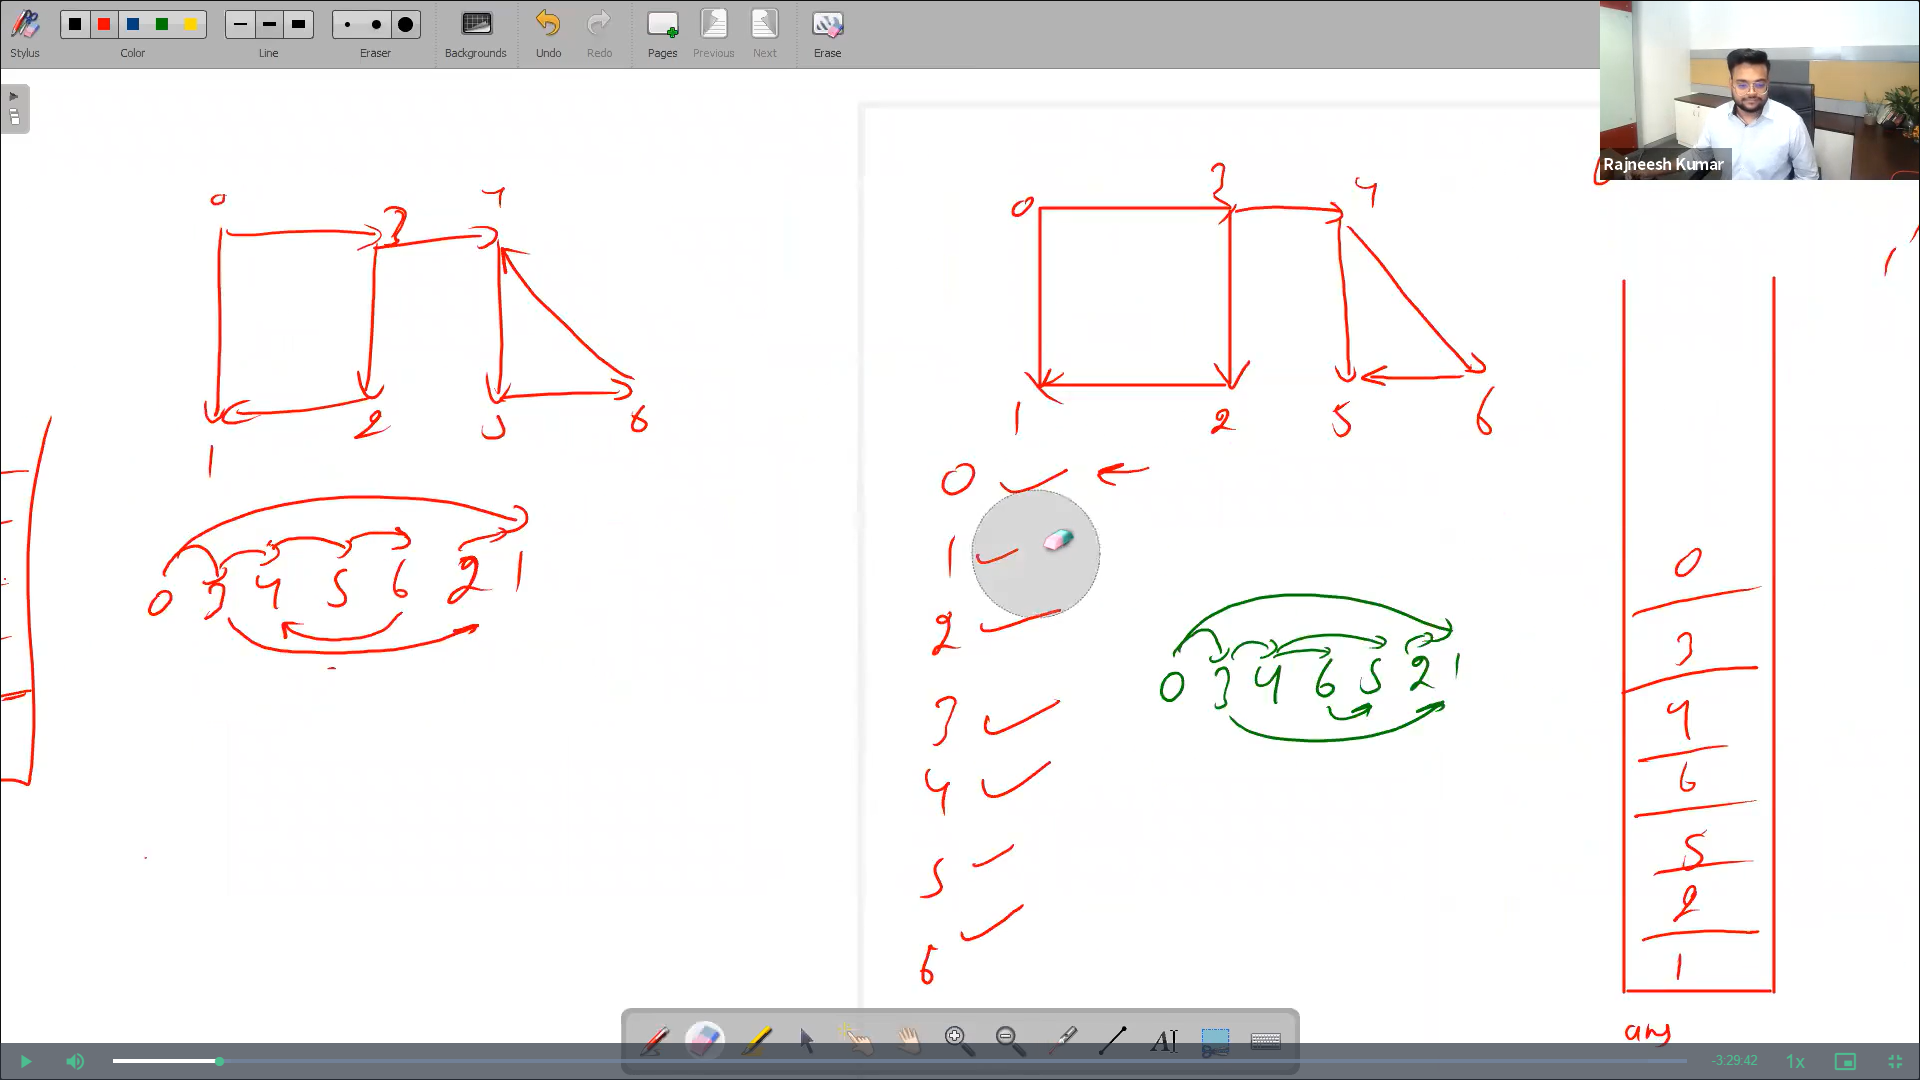 Stylus
Color
Line
Eraser
Backgrounds
Undo
Redo
Pages
Previous
Next
Erase
Rajneesh Kumar
0 3 4
1 2 5 6
0 3 4 5 6 2 1
0 3 4
1 2 5 6
0
1
2
3
4
5
6
0 3 4 6 5 2 1
0
3
4
6
5
2
1
ans
AI
-3:29:42
1x